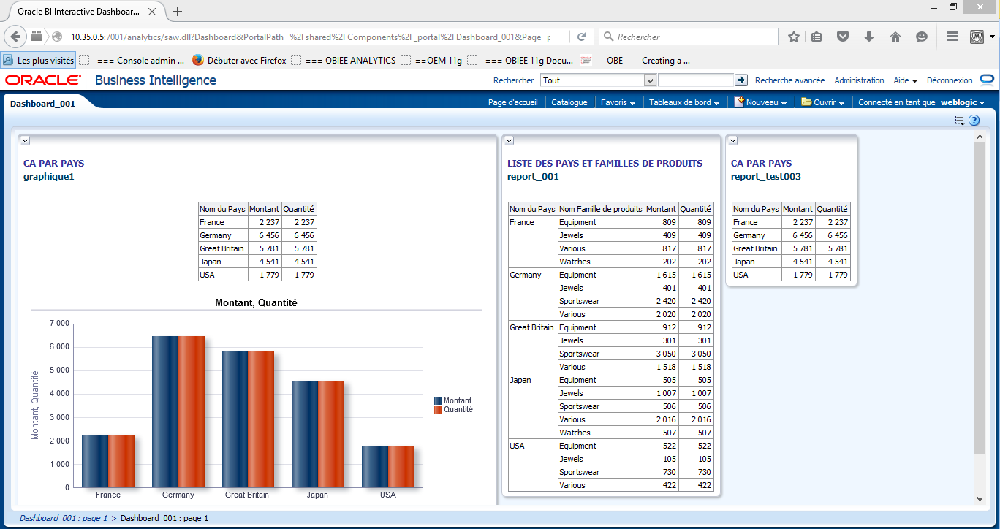 Oracle BI Interactive Dashboar...
10.35.0.5:7001/analytics/saw.dll?Dashboard&PortalPath=%2Fshared%2FComponents%2F_portal%2FDashboard_001&Page=p
Rechercher
Les plus visités
=== Console admin ...
Débuter avec Firefox
=== OBIEE ANALYTICS
==OEM 11g
=== OBIEE 11g Docu...
---OBE ---- Creating a ...
ORACLE Business Intelligence
Rechercher Tout Recherche avancée Administration Aide Déconnexion
Dashboard_001
Page d'accueil Catalogue Favoris Tableaux de bord Nouveau Ouvrir Connecté en tant que weblogic
CA PAR PAYS
graphique1
Nom du Pays Montant Quantité
France 2 237 2 237
Germany 6 456 6 456
Great Britain 5 781 5 781
Japan 4 541 4 541
USA 1 779 1 779
Montant, Quantité
Montant, Quantité
7 000
6 000
5 000
4 000
3 000
2 000
1 000
0
France Germany Great Britain Japan USA
Montant
Quantité
LISTE DES PAYS ET FAMILLES DE PRODUITS
report_001
Nom du Pays Nom Famille de produits Montant Quantité
France Equipment 809 809
Jewels 409 409
Various 817 817
Watches 202 202
Germany Equipment 1 615 1 615
Jewels 401 401
Sportswear 2 420 2 420
Various 2 020 2 020
Great Britain Equipment 912 912
Jewels 301 301
Sportswear 3 050 3 050
Various 1 518 1 518
Japan Equipment 505 505
Jewels 1 007 1 007
Sportswear 506 506
Various 2 016 2 016
Watches 507 507
USA Equipment 522 522
Jewels 105 105
Sportswear 730 730
Various 422 422
CA PAR PAYS
report_test003
Nom du Pays Montant Quantité
France 2 237 2 237
Germany 6 456 6 456
Great Britain 5 781 5 781
Japan 4 541 4 541
USA 1 779 1 779
Dashboard_001 : page 1 > Dashboard_001 : page 1